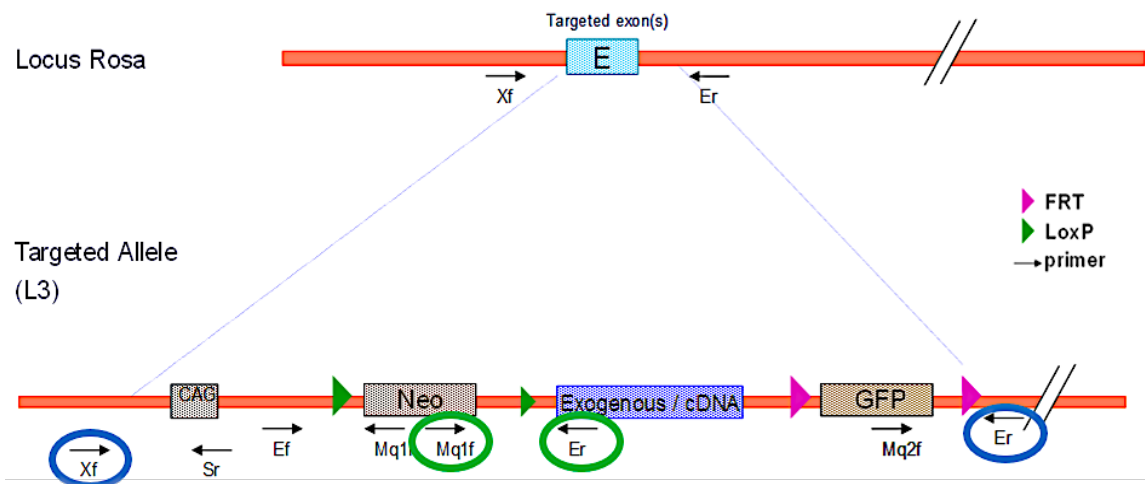 Targeted exon(s)
Locus Rosa
E
Xf
Er
FRT
LoxP
primer
Targeted Allele
(L3)
CAG
Neo
Exogenous / cDNA
GFP
Xf
Sr
Ef
Mq1f
Er
Mq2f
Er